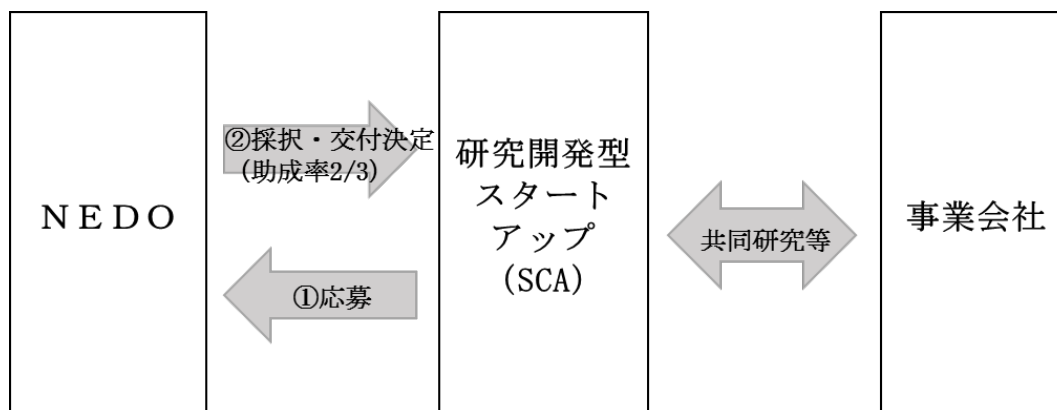 NEDO
②採択・交付決定
(助成率2/3)
①応募
研究開発型
スタート
アップ
(SCA)
共同研究等
事業会社